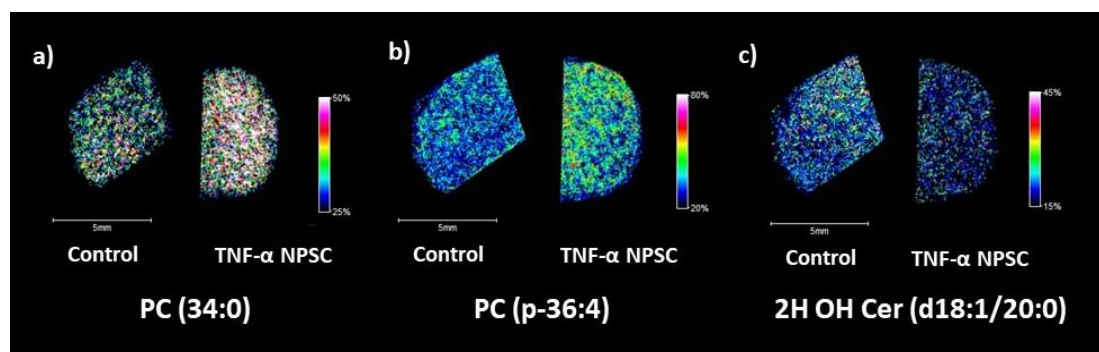 a)
50%
25%
5mm
Control
TNF-α NPSC
PC (34:0)
b)
80%
20%
5mm
Control
TNF-α NPSC
PC (p-36:4)
c)
45%
15%
5mm
Control
TNF-α NPSC
2H OH Cer (d18:1/20:0)